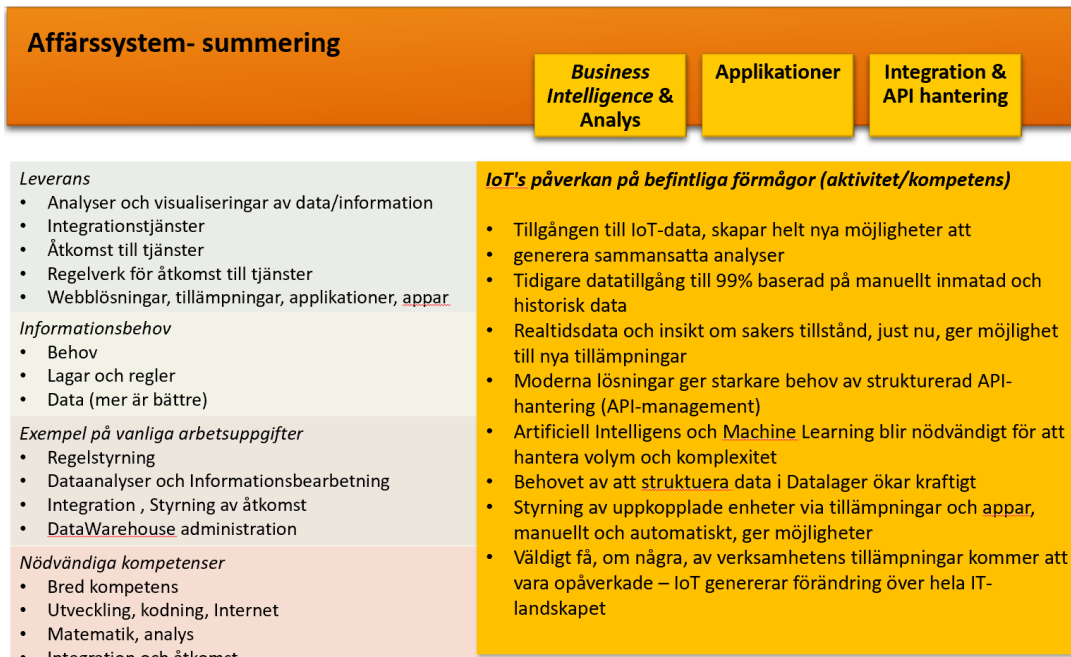 Affärssystem- summering
Business
Intelligence &
Analys
Applikationer
Integration &
API hantering
Leverans
• Analyser och visualiseringar av data/information
• Integrationstjänster
• Åtkomst till tjänster
• Regelverk för åtkomst till tjänster
• Webblösningar, tillämpningar, applikationer, appar
Informationsbehov
• Behov
• Lagar och regler
• Data (mer är bättre)
Exempel på vanliga arbetsuppgifter
• Regelstyrning
• Dataanalyser och Informationsbearbetning
• Integration , Styrning av åtkomst
• DataWarehouse administration
Nödvändiga kompetenser
• Bred kompetens
• Utveckling, kodning, Internet
• Matematik, analys
• Integration och åtkomst
IoT's påverkan på befintliga förmågor (aktivitet/kompetens)
• Tillgången till IoT-data, skapar helt nya möjligheter att
• generera sammansatta analyser
• Tidigare datatillgång till 99% baserad på manuellt inmatad och
historisk data
• Realtidsdata och insikt om sakers tillstånd, just nu, ger möjlighet
till nya tillämpningar
• Moderna lösningar ger starkare behov av strukturerad API-
hantering (API-management)
• Artificiell Intelligens och Machine Learning blir nödvändigt för att
hantera volym och komplexitet
• Behovet av att struktuera data i Datalager ökar kraftigt
• Styrning av uppkopplade enheter via tillämpningar och appar,
manuellt och automatiskt, ger möjligheter
• Väldigt få, om några, av verksamhetens tillämpningar kommer att
vara opåverkade – IoT genererar förändring över hela IT-
landskapet